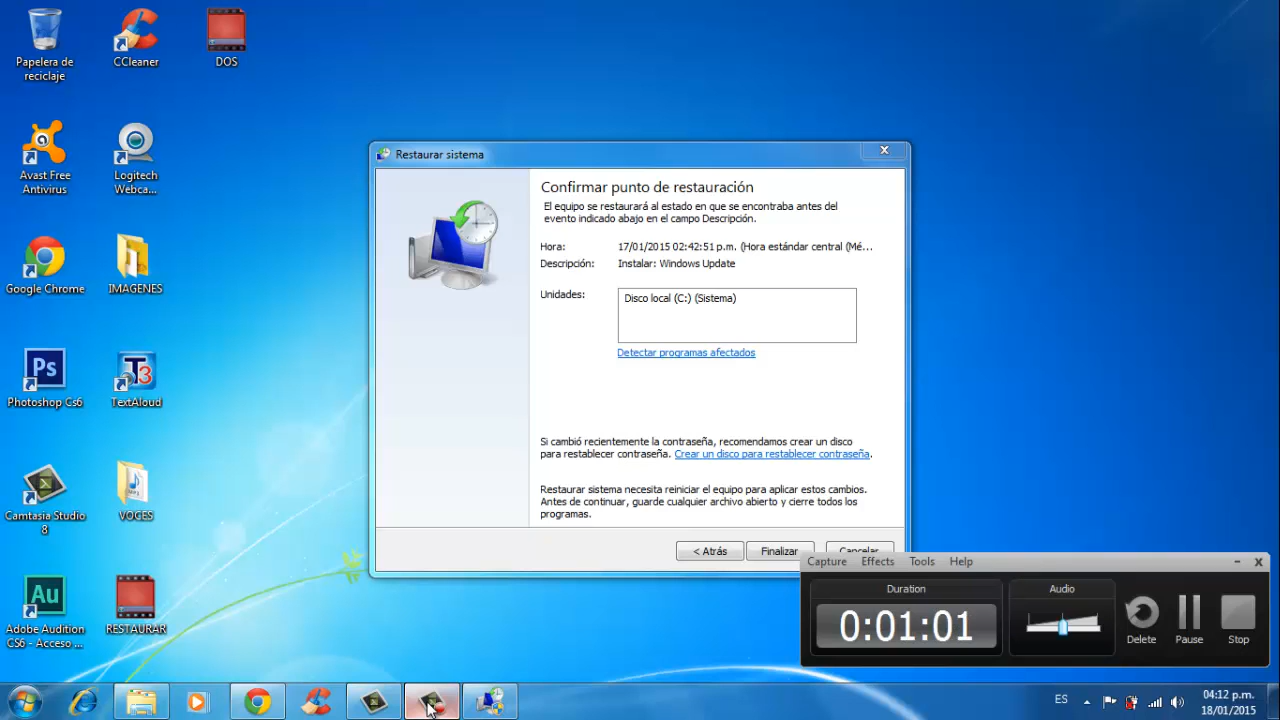 Papelera de
reciclaje
CCleaner
DOS
Avast Free
Antivirus
Logitech
Webca...
Google Chrome
IMAGENES
Ps
Photoshop Cs6
T3
TextAloud
Camtasia Studio
8
VOCES
Au
Adobe Audition
CS6 - Acceso ...
RESTAURAR
Restaurar sistema
Confirmar punto de restauración
El equipo se restaurará al estado en que se encontraba antes del
evento indicado abajo en el campo Descripción.
Hora: 17/01/2015 02:42:51 p.m. (Hora estándar central (Mé...
Descripción: Instalar: Windows Update
Unidades: Disco local (C:) (Sistema)
Detectar programas afectados
Si cambió recientemente la contraseña, recomendamos crear un disco
para restablecer contraseña. Crear un disco para restablecer contraseña.
Restaurar sistema necesita reiniciar el equipo para aplicar estos cambios.
Antes de continuar, guarde cualquier archivo abierto y cierre todos los
programas.
< Atrás Finalizar Cancelar
Capture Effects Tools Help
Duration Audio
0:01:01
Delete Pause Stop
ES
04:12 p.m.
18/01/2015